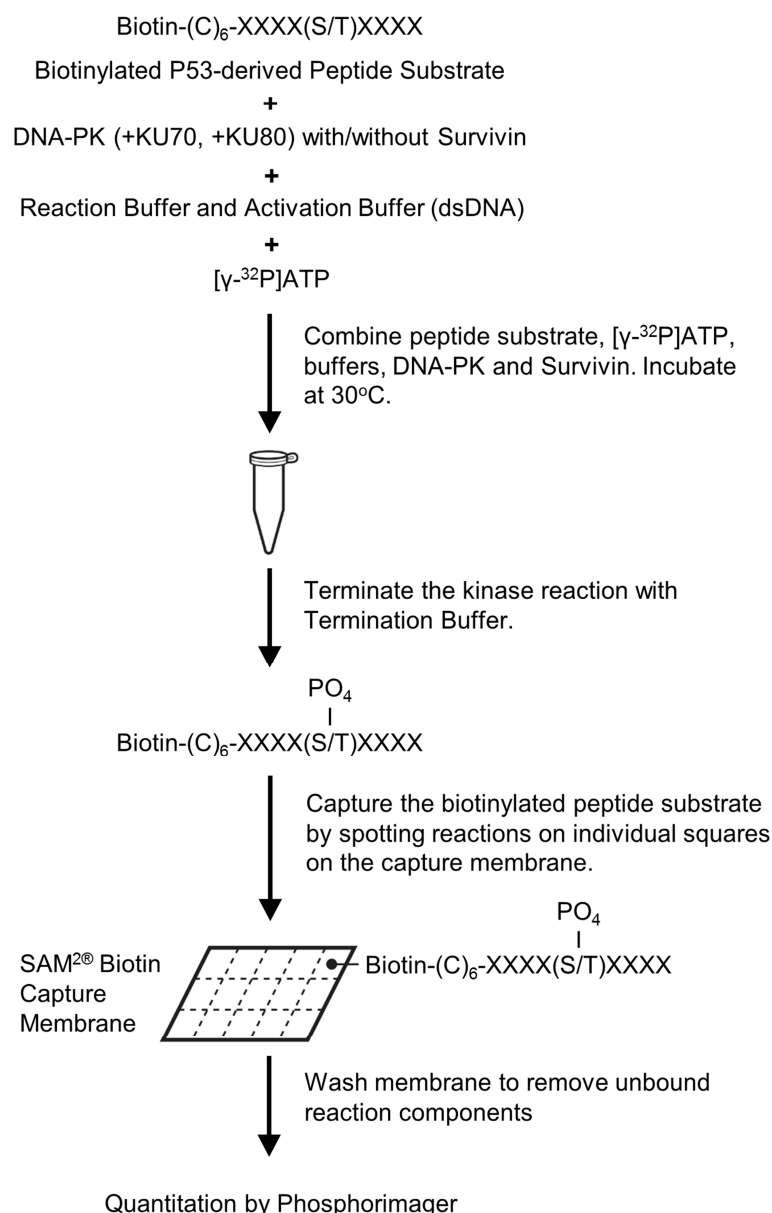 Biotin-(C)₆-XXXX(S/T)XXXX
Biotinylated P53-derived Peptide Substrate
+
DNA-PK (+KU70, +KU80) with/without Survivin
+
Reaction Buffer and Activation Buffer (dsDNA)
+
[γ-³²P]ATP
Combine peptide substrate, [γ-³²P]ATP,
buffers, DNA-PK and Survivin. Incubate
at 30ºC.
Terminate the kinase reaction with
Termination Buffer.
PO₄
Biotin-(C)₆-XXXX(S/T)XXXX
Capture the biotinylated peptide substrate
by spotting reactions on individual squares
on the capture membrane.
PO₄
Biotin-(C)₆-XXXX(S/T)XXXX
SAM²® Biotin
Capture
Membrane
Wash membrane to remove unbound
reaction components
Quantitation by Phosphorimager